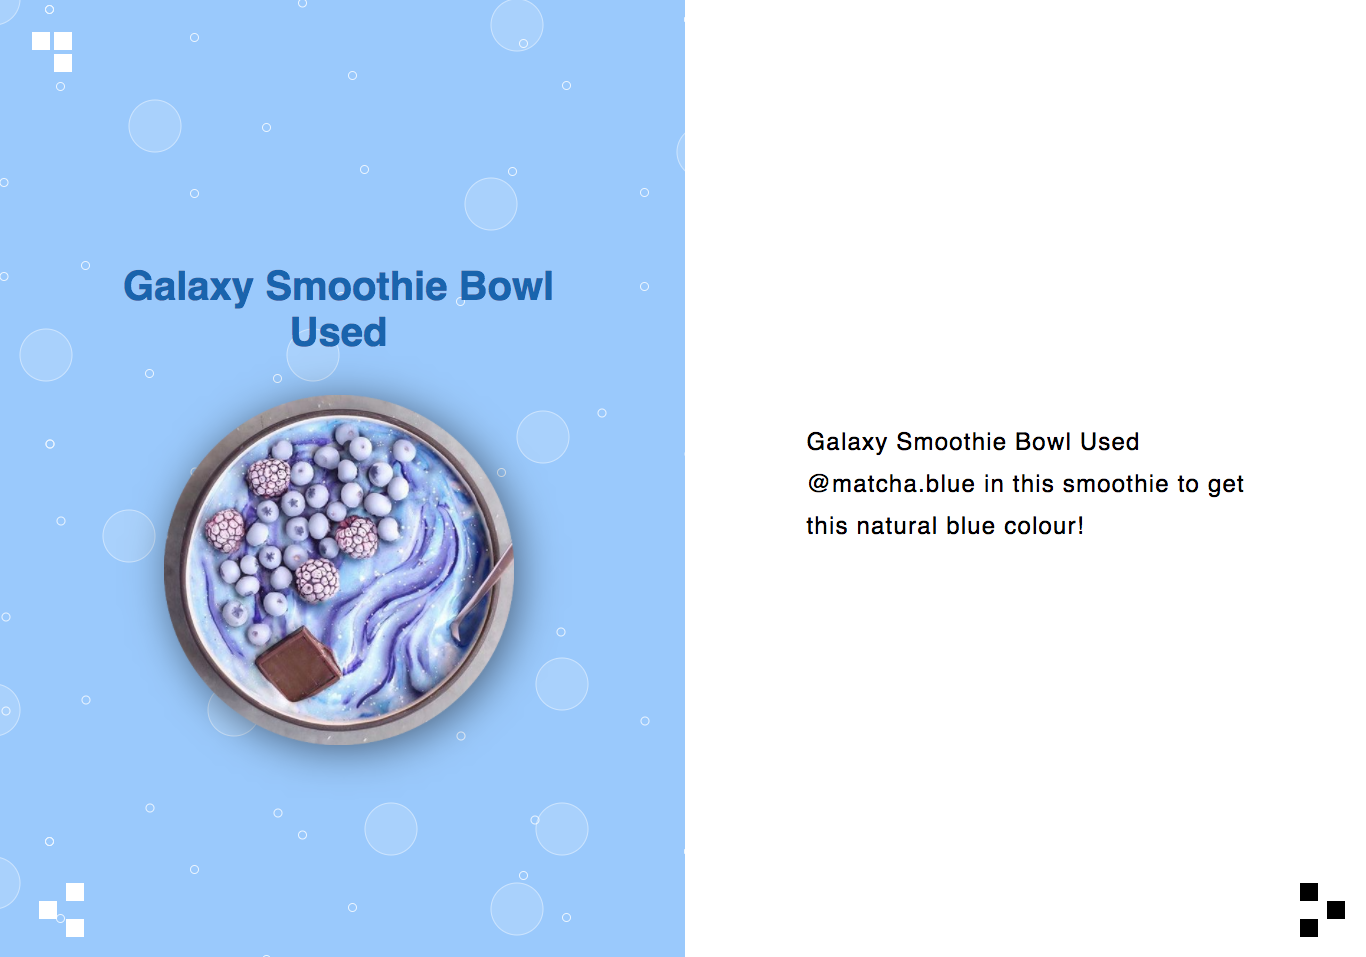 Galaxy Smoothie Bowl
Used
Galaxy Smoothie Bowl Used
@matcha.blue in this smoothie to get
this natural blue colour!